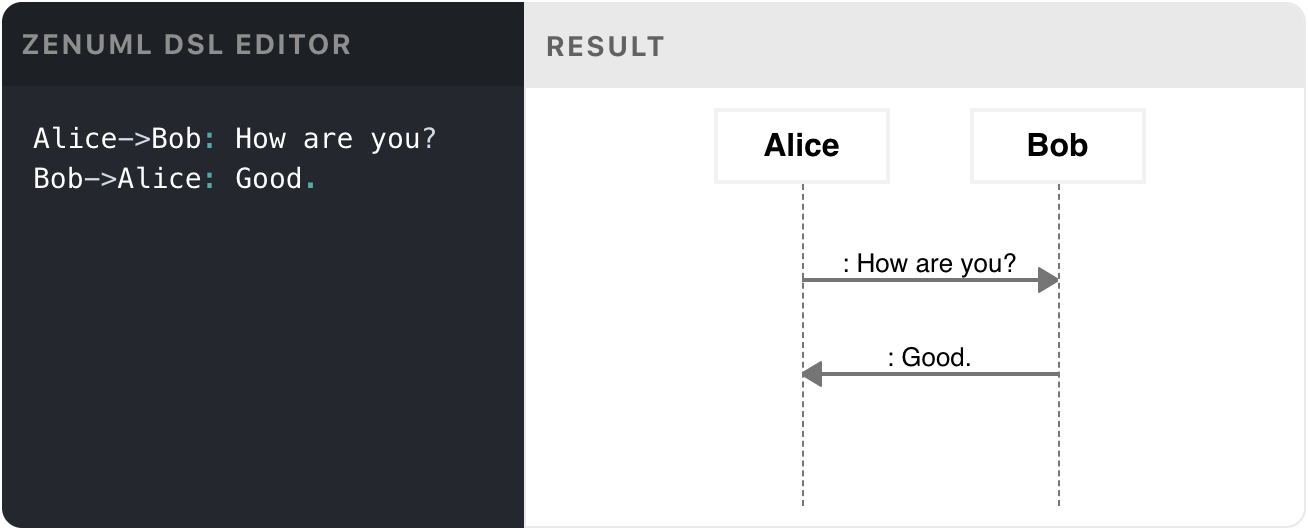 ZENUML DSL EDITOR
Alice->Bob: How are you?
Bob->Alice: Good.
RESULT
Alice
Bob
: How are you?
: Good.